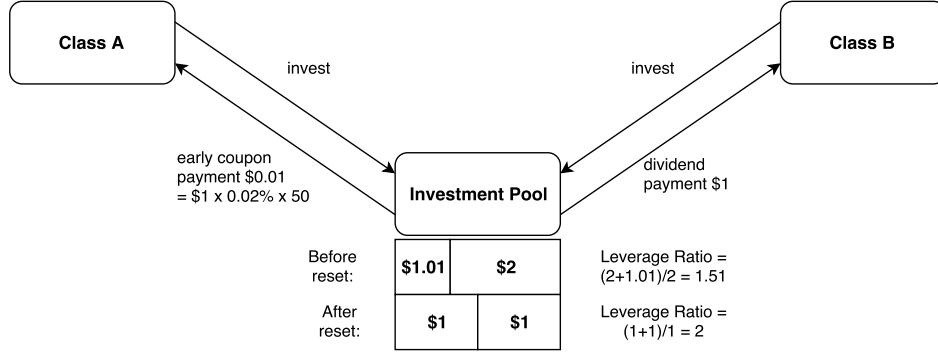 Class A
Class B
invest
invest
early coupon
payment $0.01
= $1 x 0.02% x 50
dividend
payment $1
Investment Pool
Before
reset:
$1.01
$2
Leverage Ratio =
(2+1.01)/2 = 1.51
After
reset:
$1
$1
Leverage Ratio =
(1+1)/1 = 2